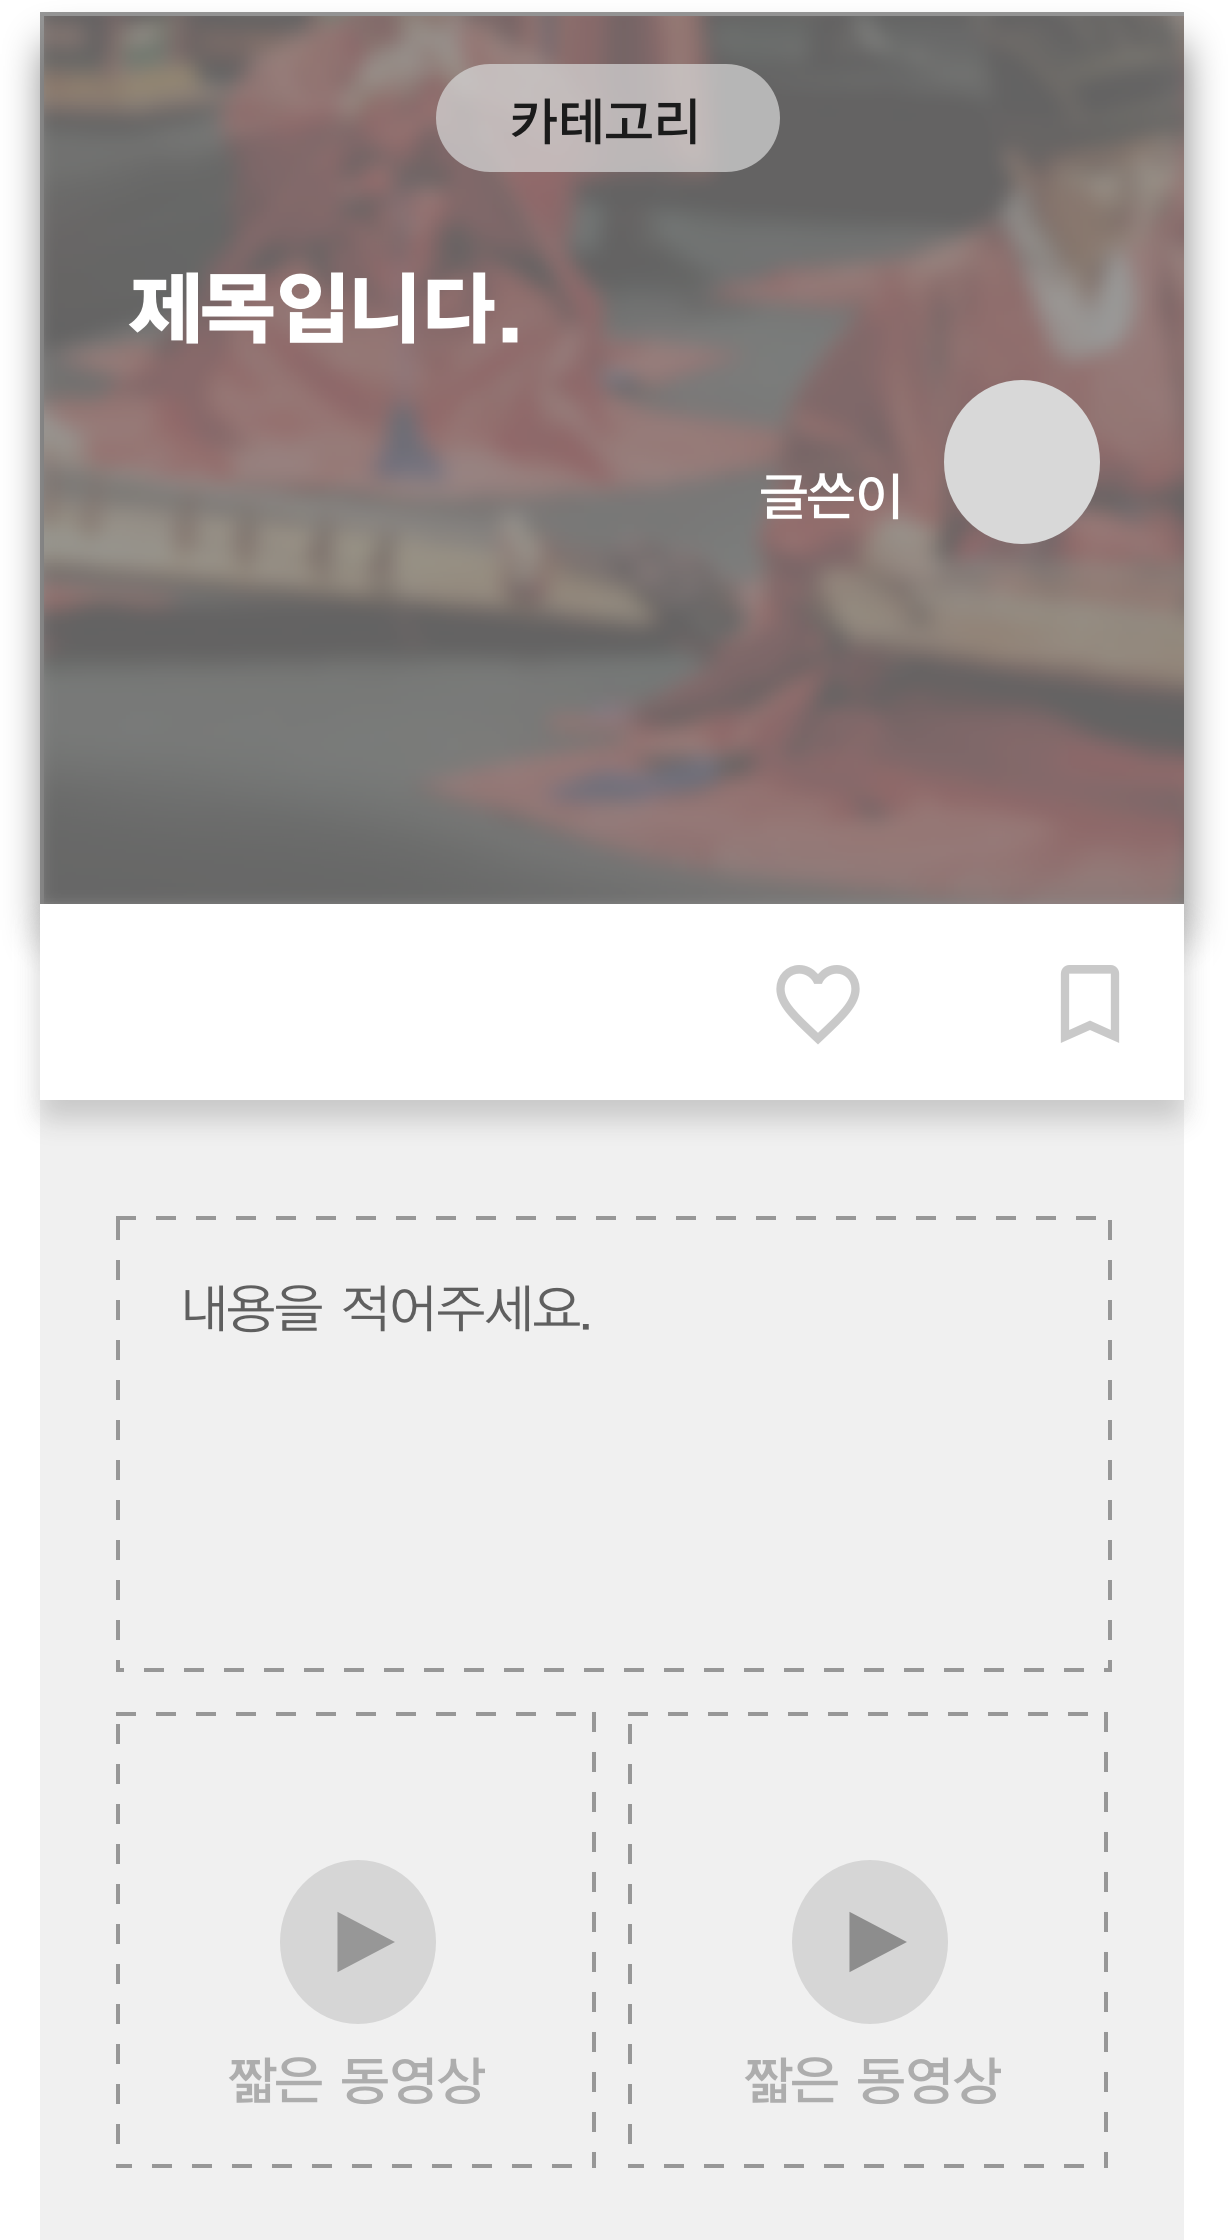 카테고리
제목입니다.
글쓴이
내용을 적어주세요.
짧은 동영상
짧은 동영상